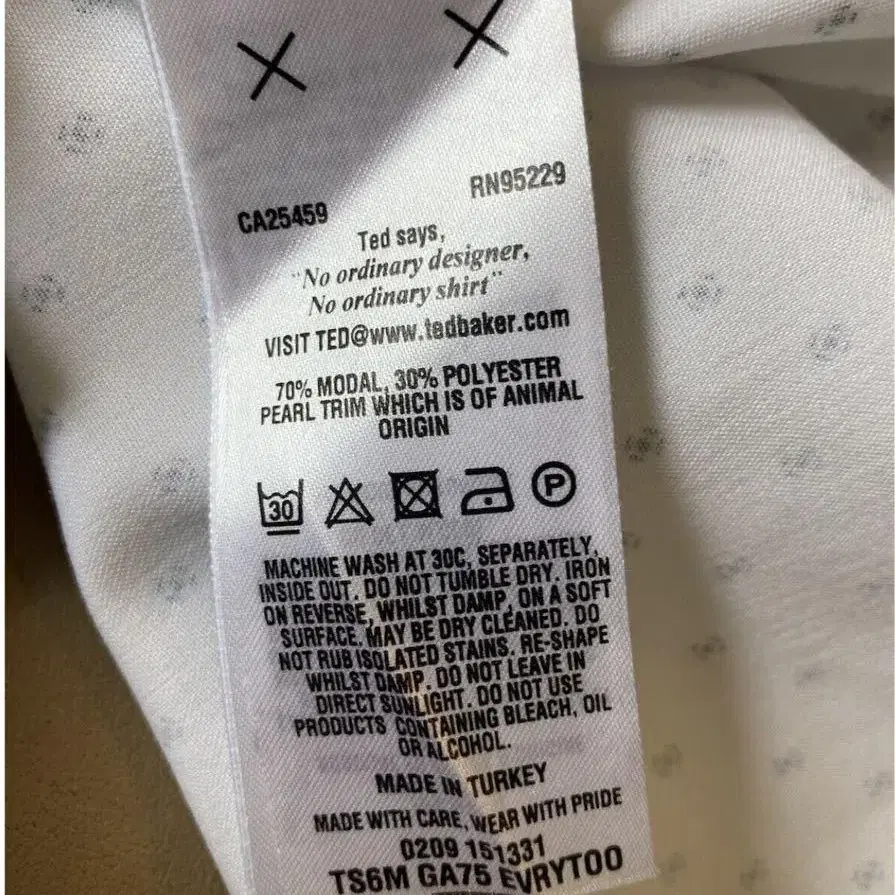 CA25459 RN95229
Ted says,
"No ordinary designer,
No ordinary shirt"
VISIT TED@www.tedbaker.com
70% MODAL, 30% POLYESTER
PEARL TRIM WHICH IS OF ANIMAL
ORIGIN
30 P
MACHINE WASH AT 30C, SEPARATELY,
INSIDE OUT. DO NOT TUMBLE DRY. IRON
ON REVERSE, WHILST DAMP, ON A SOFT
SURFACE. MAY BE DRY CLEANED. DO
NOT RUB ISOLATED STAINS. RE-SHAPE
WHILST DAMP. DO NOT LEAVE IN
DIRECT SUNLIGHT. DO NOT USE
PRODUCTS CONTAINING BLEACH, OIL
OR ALCOHOL.
MADE IN TURKEY
MADE WITH CARE, WEAR WITH PRIDE
0209 151331
TS6M GA75 EVRYTOO